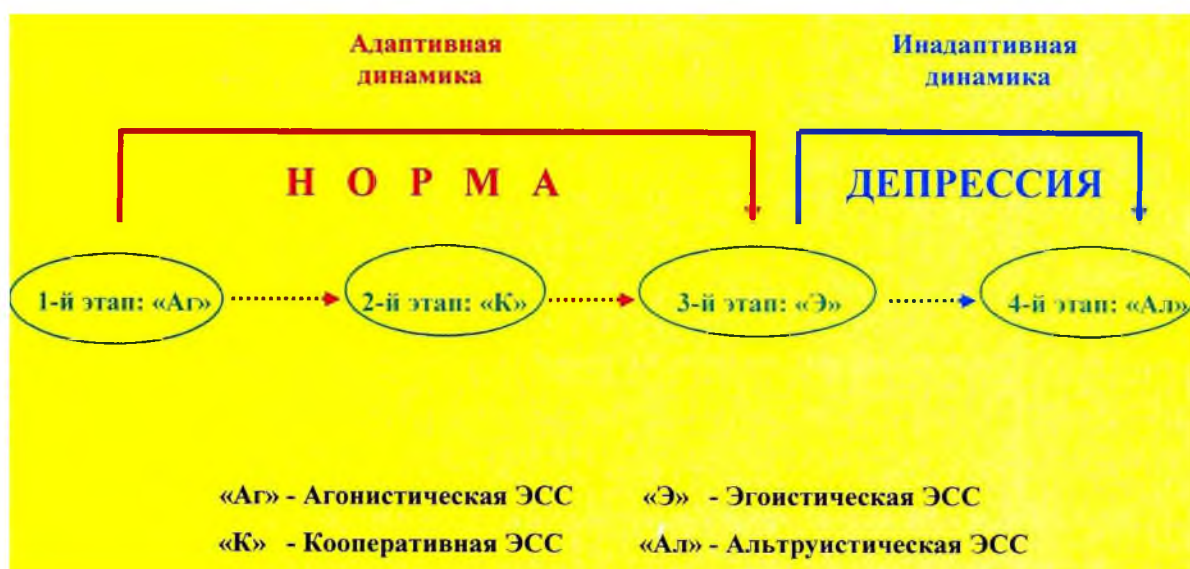 Адаптивная
динамика
Инадаптивная
динамика
Н О Р М А
ДЕПРЕССИЯ
1-й этап: «Аг»
2-й этап: «К»
3-й этап: «Э»
4-й этап: «Ал»
«Аг» - Агонистическая ЭСС
«Э» - Эгоистическая ЭСС
«К» - Кооперативная ЭСС
«Ал» - Альтруистическая ЭСС